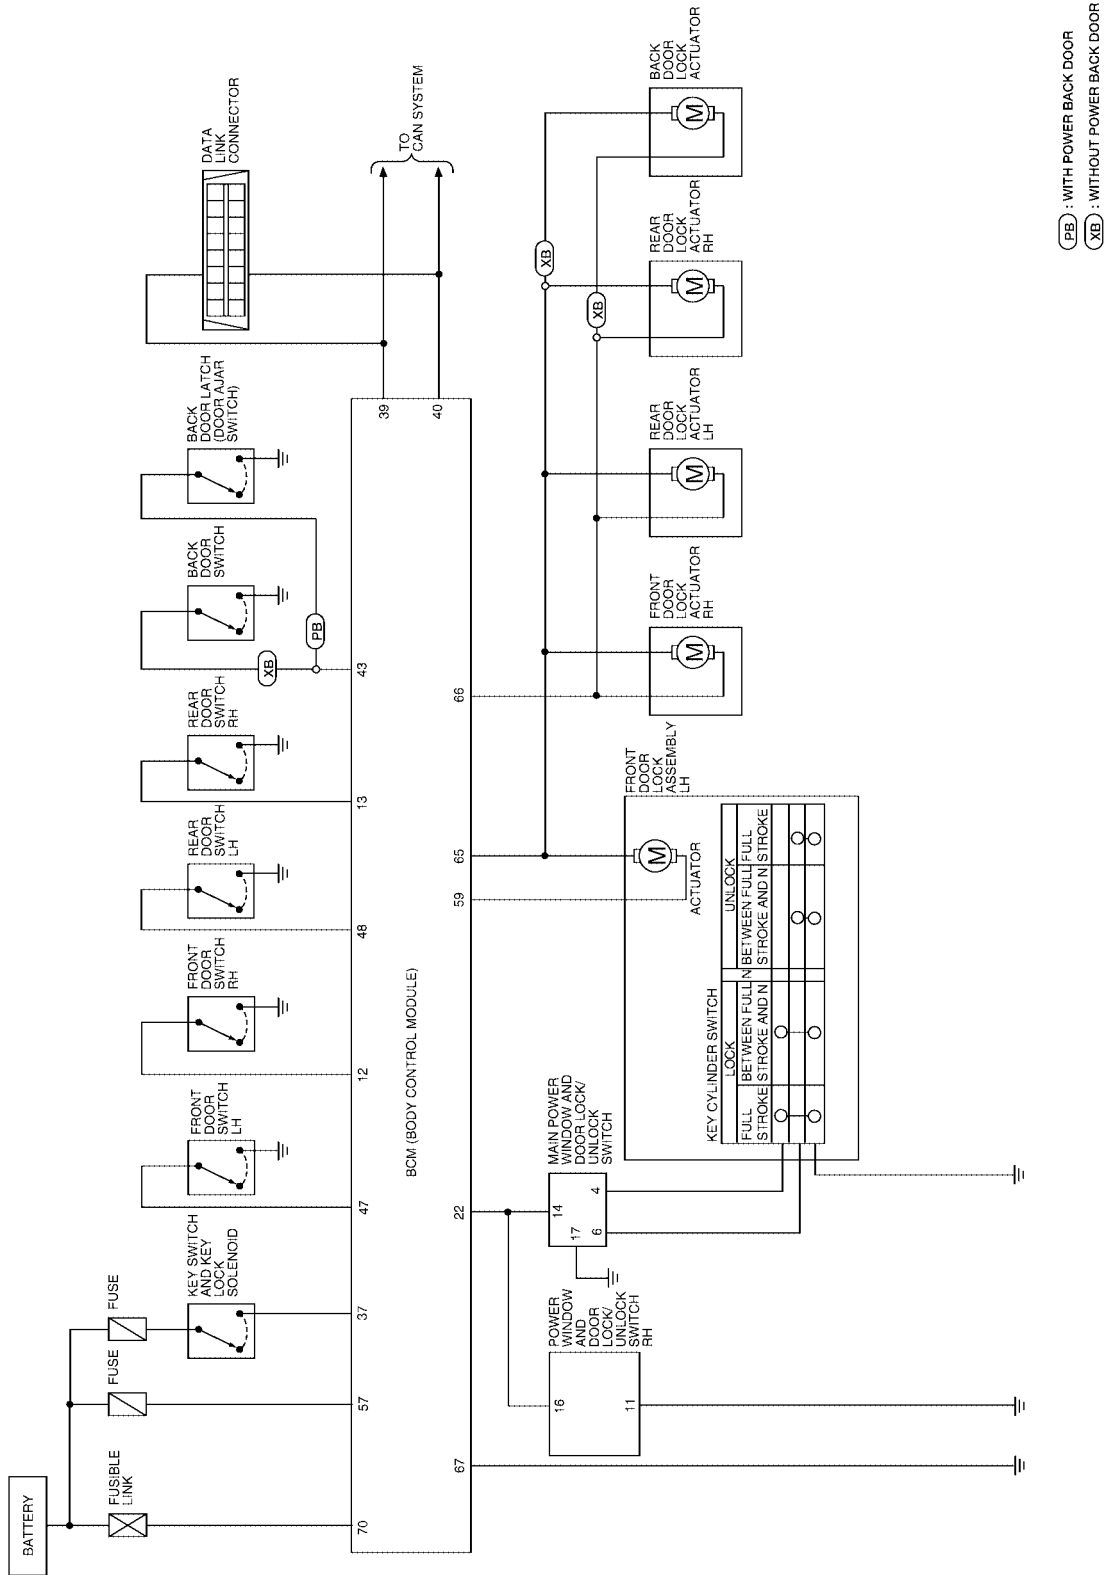 BATTERY
FUSIBLE
LINK
FUSE
FUSE
KEY SWITCH
AND KEY
LOCK
SOLENOID
FRONT
DOOR
SWITCH
LH
FRONT
DOOR
SWITCH
RH
REAR
DOOR
SWITCH
LH
REAR
DOOR
SWITCH
RH
BACK
DOOR
SWITCH
BACK
DOOR LATCH
(DOOR AJAR
SWITCH)
DATA
LINK
CONNECTOR
XB
PB
TO
CAN SYSTEM
70
57
37
47
12
48
13
43
39
40
BCM (BODY CONTROL MODULE)
67
22
59
65
66
POWER
WINDOW
AND
DOOR
LOCK/
UNLOCK
SWITCH
RH
16
11
MAIN POWER
WINDOW AND
DOOR LOCK/
UNLOCK
SWITCH
14
17
6
4
FRONT
DOOR
LOCK
ASSEMBLY
LH
M
ACTUATOR
KEY CYLINDER SWITCH
LOCK
N
UNLOCK
FULL
STROKE
BETWEEN FULL
STROKE AND N
BETWEEN FULL
STROKE AND N
FULL
STROKE
FRONT
DOOR
LOCK
ACTUATOR
RH
M
REAR
DOOR
LOCK
ACTUATOR
LH
M
REAR
DOOR
LOCK
ACTUATOR
RH
M
BACK
DOOR
LOCK
ACTUATOR
M
XB
XB
PB : WITH POWER BACK DOOR
XB : WITHOUT POWER BACK DOOR